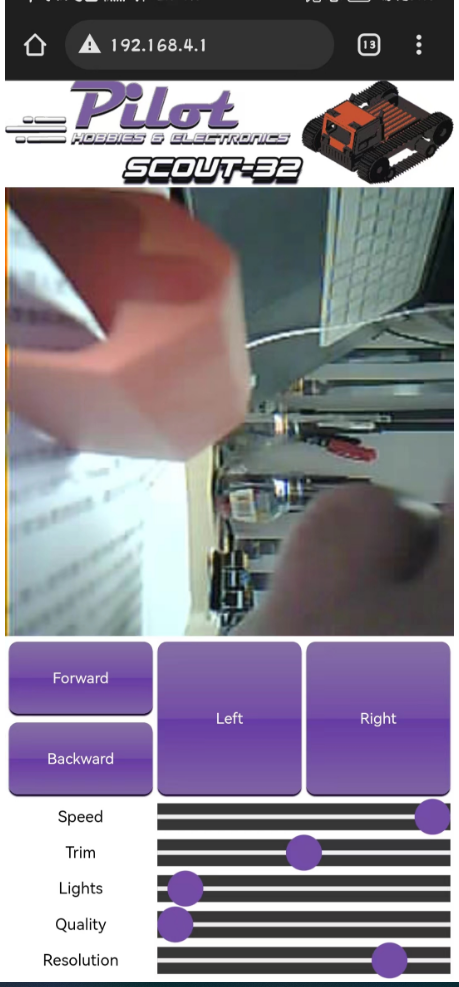 192.168.4.1
13
Pilot
HOBBIES & ELECTRONICS
SCOUT-32
Forward
Backward
Left
Right
Speed
Trim
Lights
Quality
Resolution